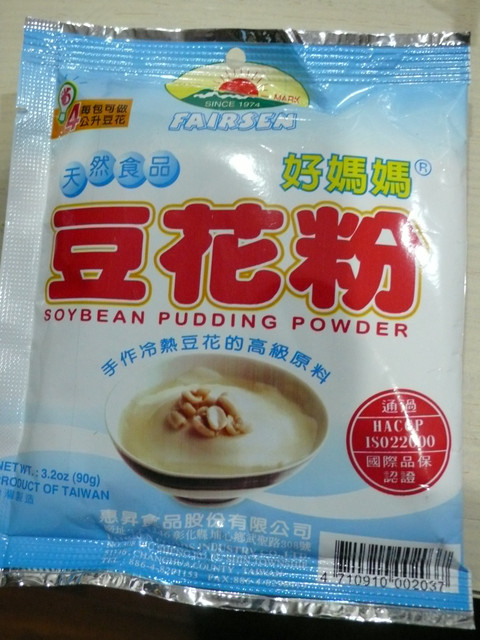 MARK
SINCE 1974
FAIRSEN
每包可做
4公升豆花
天然食品
好媽媽®
豆花粉
SOYBEAN PUDDING POWDER
手作冷熱豆花的高級原料
通過
HACCP
ISO22000
國際品保
認證
NET WT.: 3.2oz (90g)
PRODUCT OF TAIWAN
惠昇食品股份有限公司
4 710910 002037